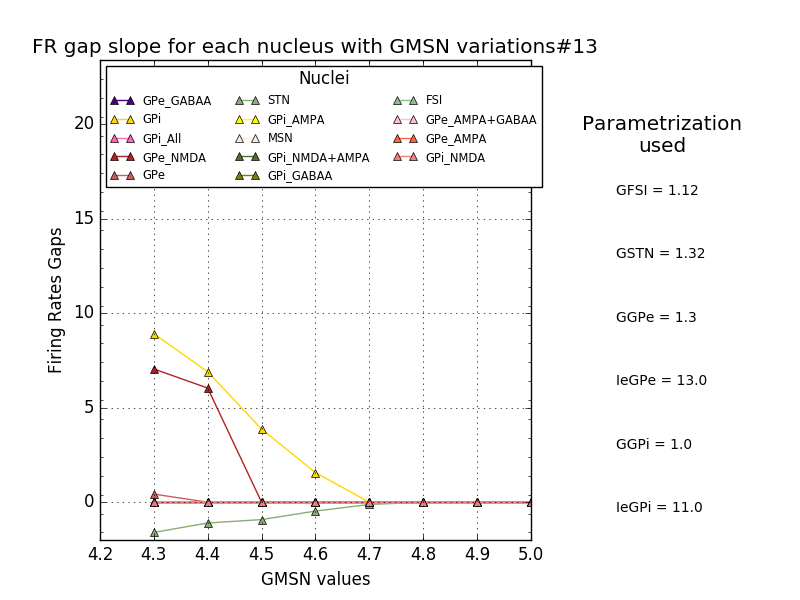 FR gap slope for each nucleus with GMSN variations#13
Nuclei
GPe_GABAA
GPi
GPi_All
GPe_NMDA
GPe
STN
GPi_AMPA
MSN
GPi_NMDA+AMPA
GPi_GABAA
FSI
GPe_AMPA+GABAA
GPe_AMPA
GPi_NMDA
Firing Rates Gaps
20
15
10
5
0
4.2 4.3 4.4 4.5 4.6 4.7 4.8 4.9 5.0
GMSN values
Parametrization
used
GFSI = 1.12
GSTN = 1.32
GGPe = 1.3
IeGPe = 13.0
GGPi = 1.0
IeGPi = 11.0